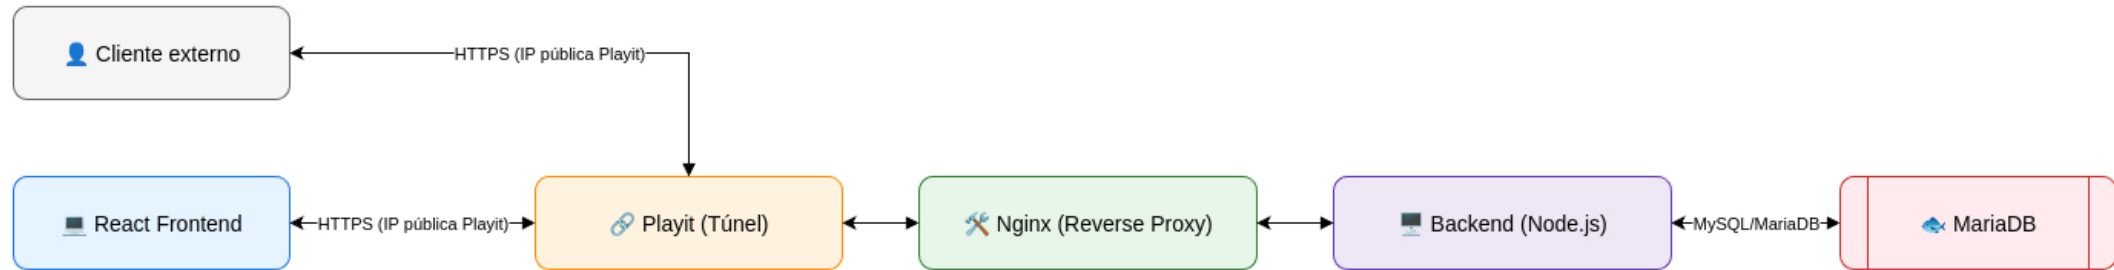 👤 Cliente externo
HTTPS (IP pública Playit)
💻 React Frontend
HTTPS (IP pública Playit)
🔗 Playit (Túnel)
🛠️ Nginx (Reverse Proxy)
🖥️ Backend (Node.js)
MySQL/MariaDB
🐟 MariaDB